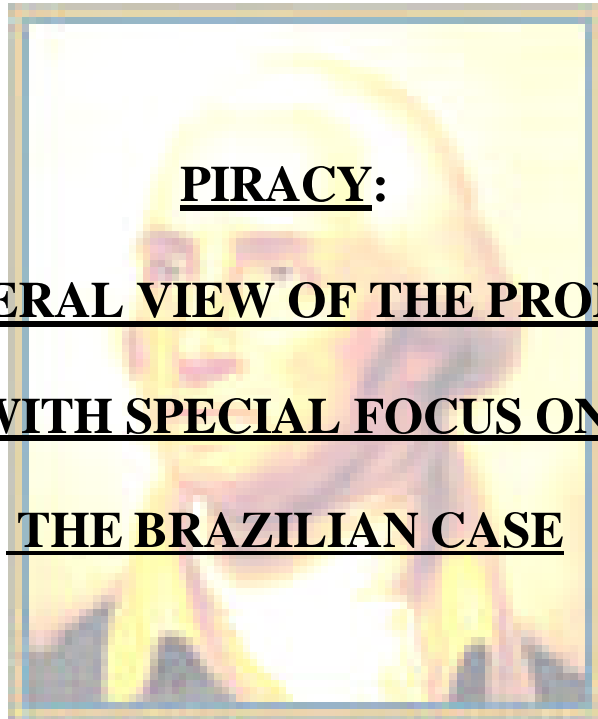 PIRACY:
ERAL VIEW OF THE PRO
WITH SPECIAL FOCUS ON
THE BRAZILIAN CASE